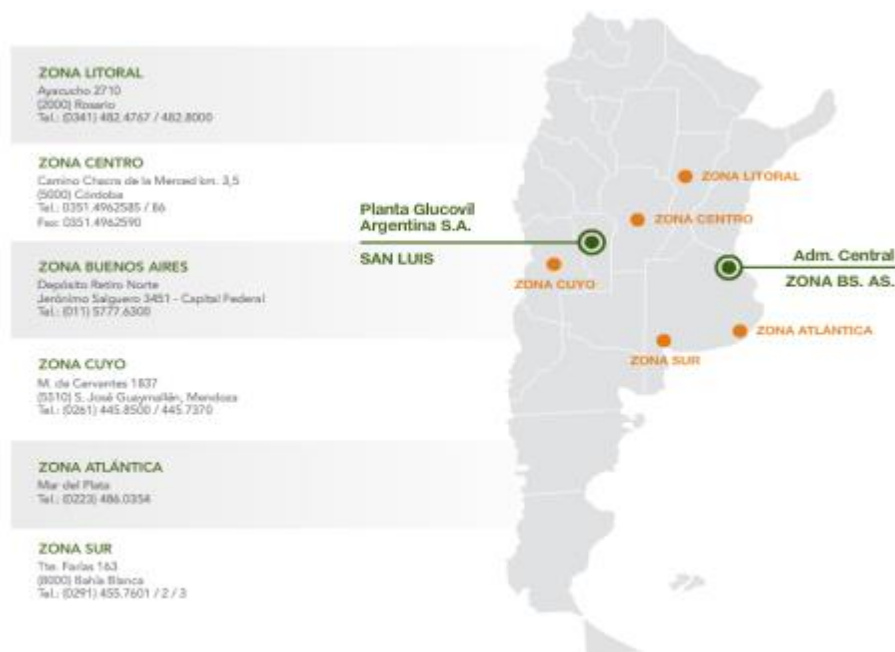 ZONA LITORAL
Ayacucho 2710
(2000) Rosario
Tel.: (0341) 482.4767 / 482.8000
ZONA CENTRO
Camino Chacra de la Merced km. 3,5
(5000) Córdoba
Tel.: 0351.4962585 / 86
Fax: 0351.4962590
ZONA BUENOS AIRES
Depósito Retiro Norte
Jerónimo Salguero 3451 - Capital Federal
Tel.: (011) 5777.6300
ZONA CUYO
M. de Cervantes 1837
(5510) S. José Guaymallén, Mendoza
Tel.: (0261) 445.8500 / 445.7370
ZONA ATLÁNTICA
Mar del Plata
Tel.: (0223) 486.0354
ZONA SUR
Tte. Farías 163
(8000) Bahía Blanca
Tel.: (0291) 455.7601 / 2 / 3
ZONA LITORAL
ZONA CENTRO
Planta Glucovil
Argentina S.A.
SAN LUIS
ZONA CUYO
Adm. Central
ZONA BS. AS.
ZONA ATLÁNTICA
ZONA SUR